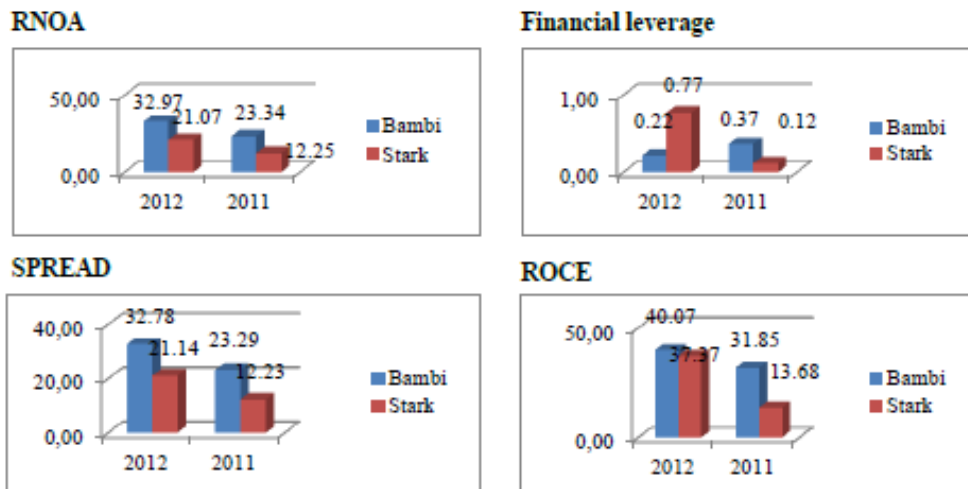 RNOA
50,00
32.97
21.07
23.34
12.25
0,00
2012
2011
Bambi
Stark
Financial leverage
1,00
0.22
0.77
0.37
0.12
0,00
2012
2011
Bambi
Stark
SPREAD
40,00
32.78
21.14
23.29
12.23
20,00
0,00
2012
2011
Bambi
Stark
ROCE
50,00
40.07
37.37
31.85
13.68
0,00
2012
2011
Bambi
Stark